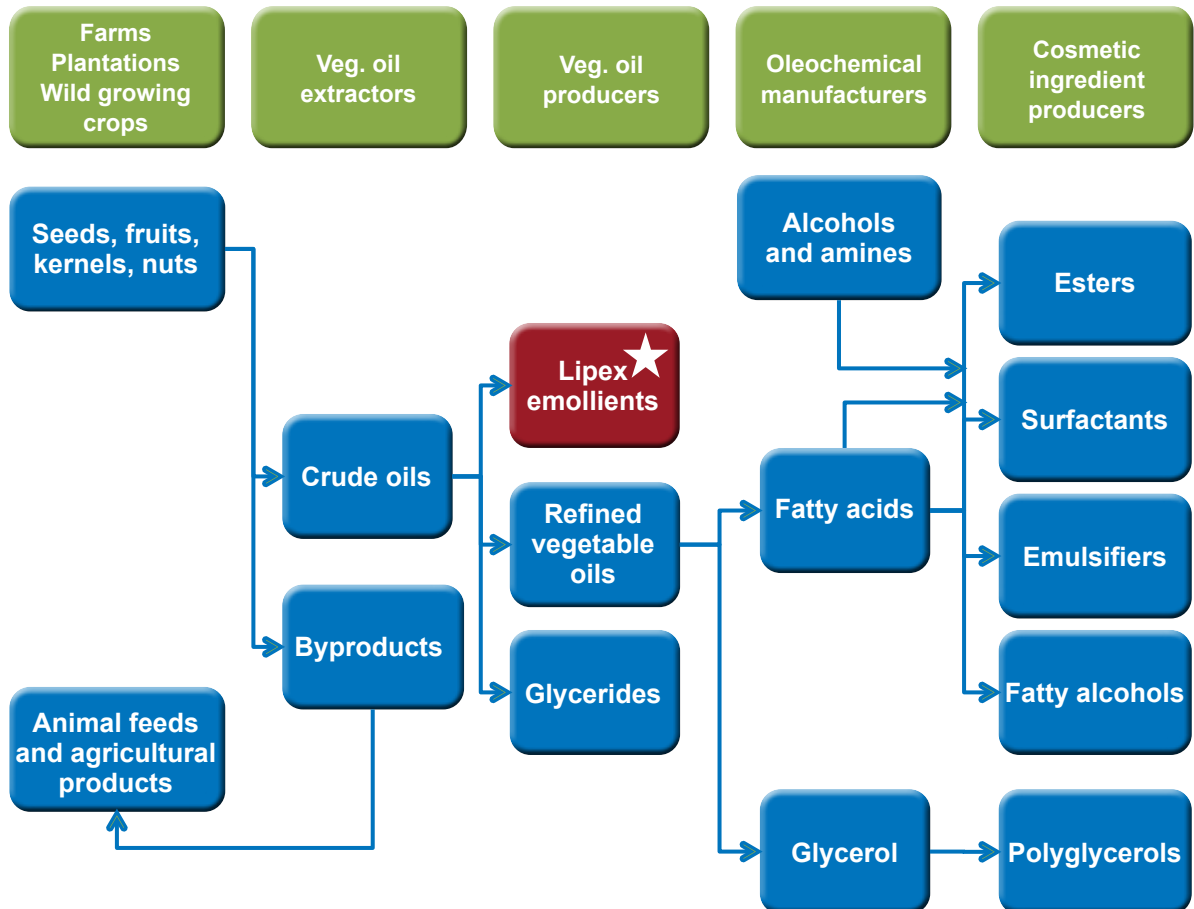 Farms
Plantations
Wild growing
crops
Veg. oil
extractors
Veg. oil
producers
Oleochemical
manufacturers
Cosmetic
ingredient
producers
Seeds, fruits,
kernels, nuts
Alcohols
and amines
Esters
Lipex
emollients
Surfactants
Crude oils
Refined
vegetable
oils
Fatty acids
Emulsifiers
Byproducts
Glycerides
Fatty alcohols
Animal feeds
and agricultural
products
Glycerol
Polyglycerols